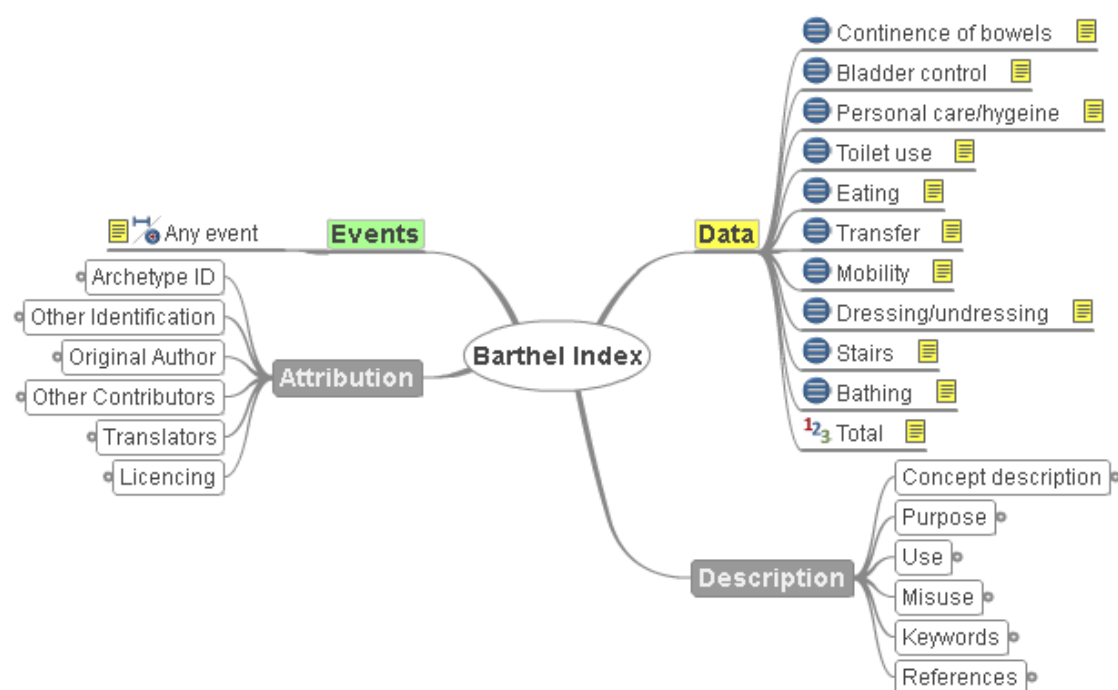 Continence of bowels
Bladder control
Personal care/hygeine
Toilet use
Eating
Any event
Events
Data
Transfer
Archetype ID
Mobility
Other Identification
Dressing/undressing
Original Author
Barthel Index
Stairs
Attribution
Other Contributors
Bathing
Translators
123 Total
Licencing
Concept description
Purpose
Use
Description
Misuse
Keywords
References